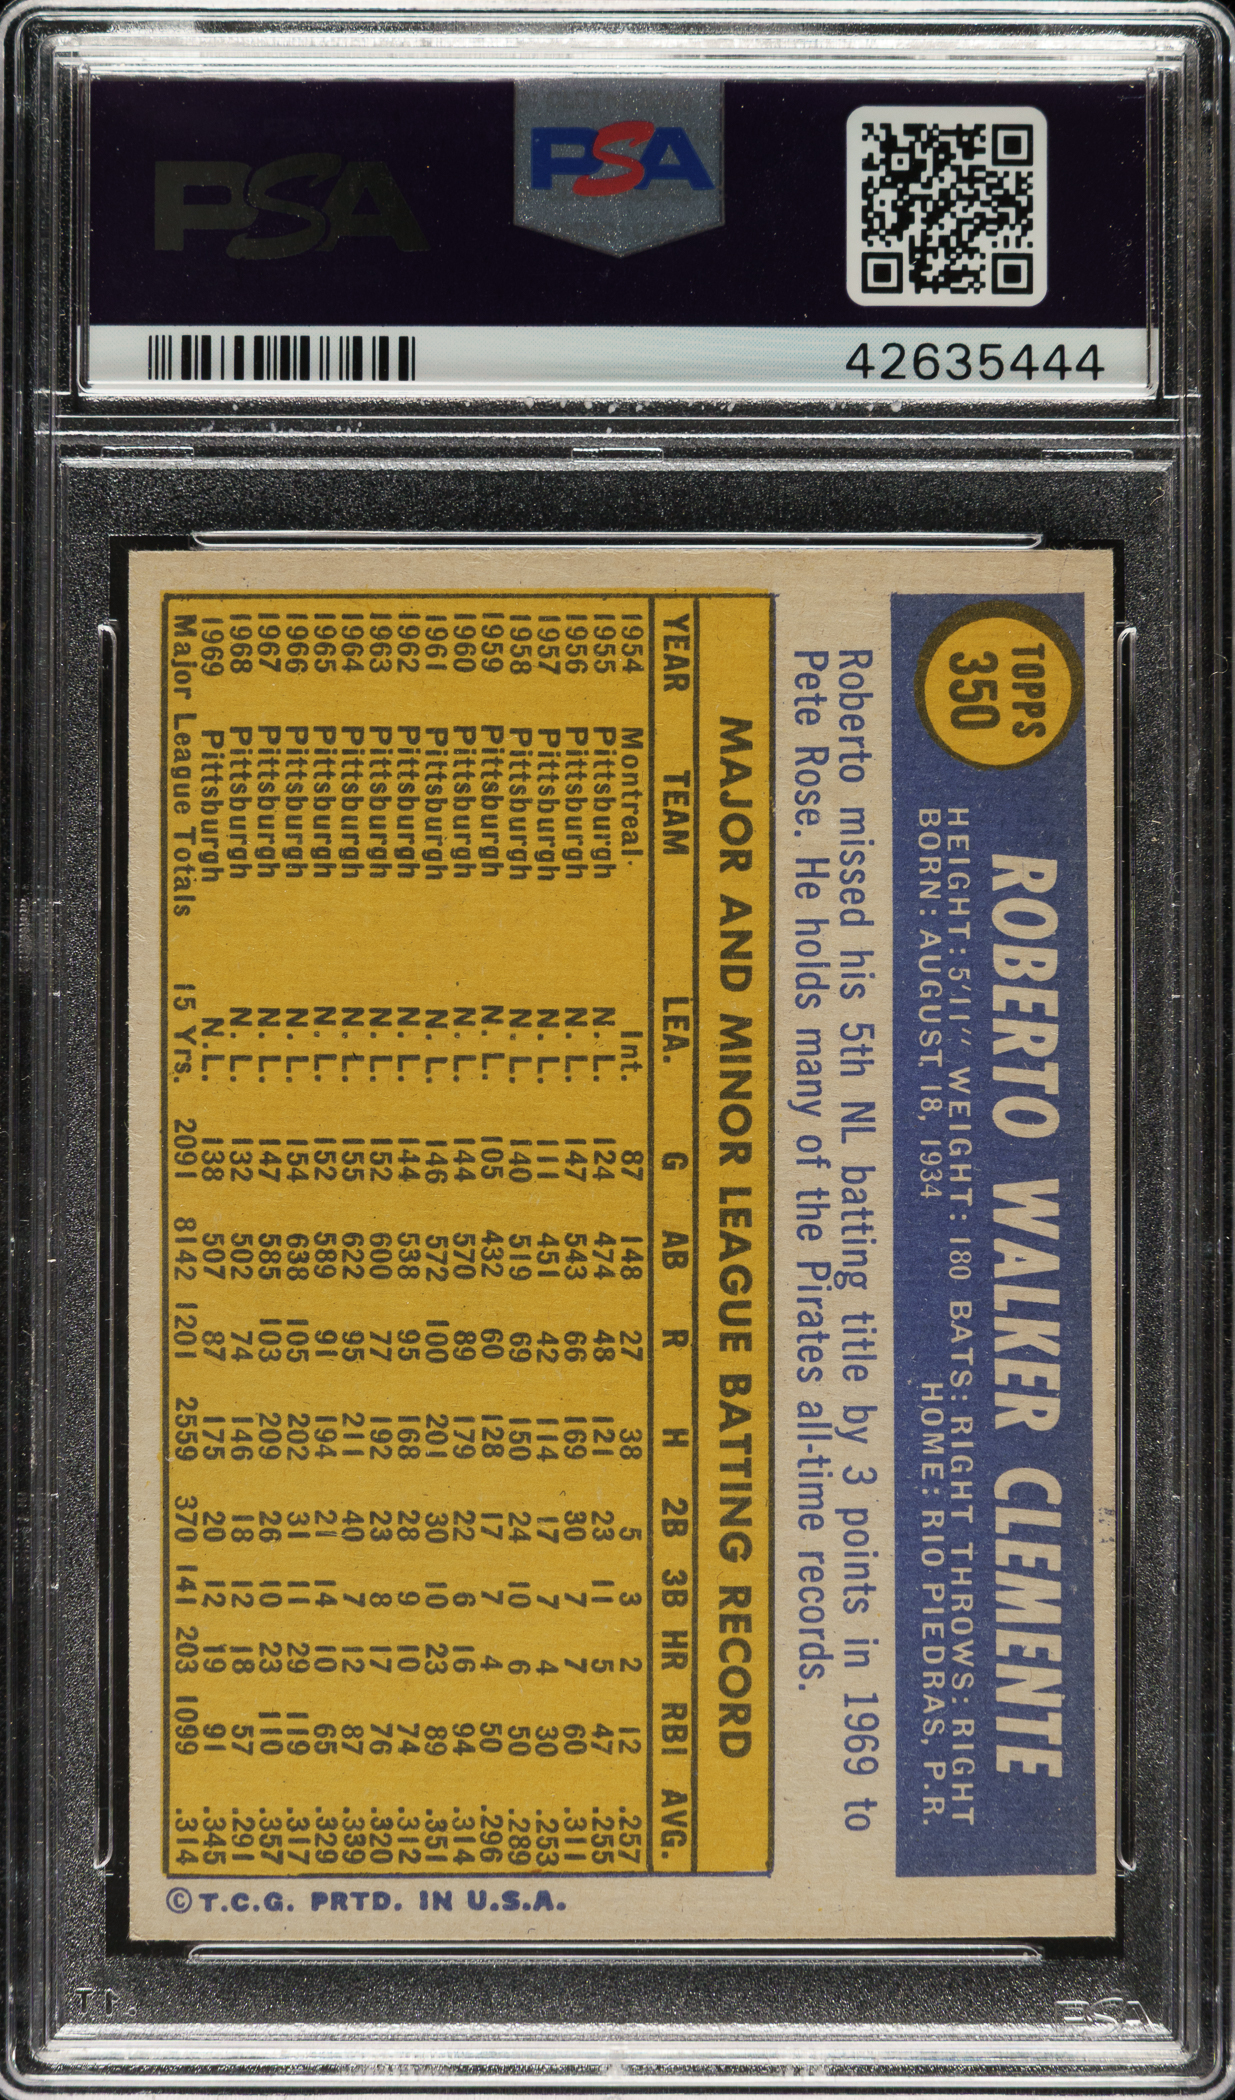 PSA
PSA
42635444
TOPPS
350
ROBERTO WALKER CLEMENTE
HEIGHT: 5'11" WEIGHT: 180 BATS: RIGHT THROWS: RIGHT
BORN: AUGUST, 18, 1934 HOME: RIO PIEDRAS, P.R.
Roberto missed his 5th NL batting title by 3 points in 1969 to
Pete Rose. He holds many of the Pirates all-time records.
MAJOR AND MINOR LEAGUE BATTING RECORD
YEAR TEAM LEA. G AB R H 2B 3B HR RBI AVG.
1954 Montreal Int. 87 148 27 38 5 3 2 12 .257
1955 Pittsburgh N. L. 124 474 48 121 23 11 5 47 .255
1956 Pittsburgh N. L. 147 543 66 169 30 7 7 60 .311
1957 Pittsburgh N. L. 111 451 42 114 17 7 4 30 .253
1958 Pittsburgh N. L. 140 519 69 150 24 10 6 50 .289
1959 Pittsburgh N. L. 105 432 60 128 17 7 4 50 .296
1960 Pittsburgh N. L. 144 570 89 179 22 6 16 94 .314
1961 Pittsburgh N. L. 146 572 100 201 30 10 23 89 .351
1962 Pittsburgh N. L. 144 538 95 168 28 9 10 74 .312
1963 Pittsburgh N. L. 152 600 77 192 23 8 17 76 .320
1964 Pittsburgh N. L. 155 622 95 211 40 7 12 87 .339
1965 Pittsburgh N. L. 152 589 91 194 21 14 10 65 .329
1966 Pittsburgh N. L. 154 638 105 202 31 11 29 119 .317
1967 Pittsburgh N. L. 147 585 103 209 26 10 23 110 .357
1968 Pittsburgh N. L. 132 502 74 146 18 12 18 57 .291
1969 Pittsburgh N.L. 138 507 87 175 20 12 19 91 .345
Major League Totals 15 Yrs. 2091 8142 1201 2559 370 141 203 1099 .314
© T.C.G. PRTD. IN U.S.A.
PSA